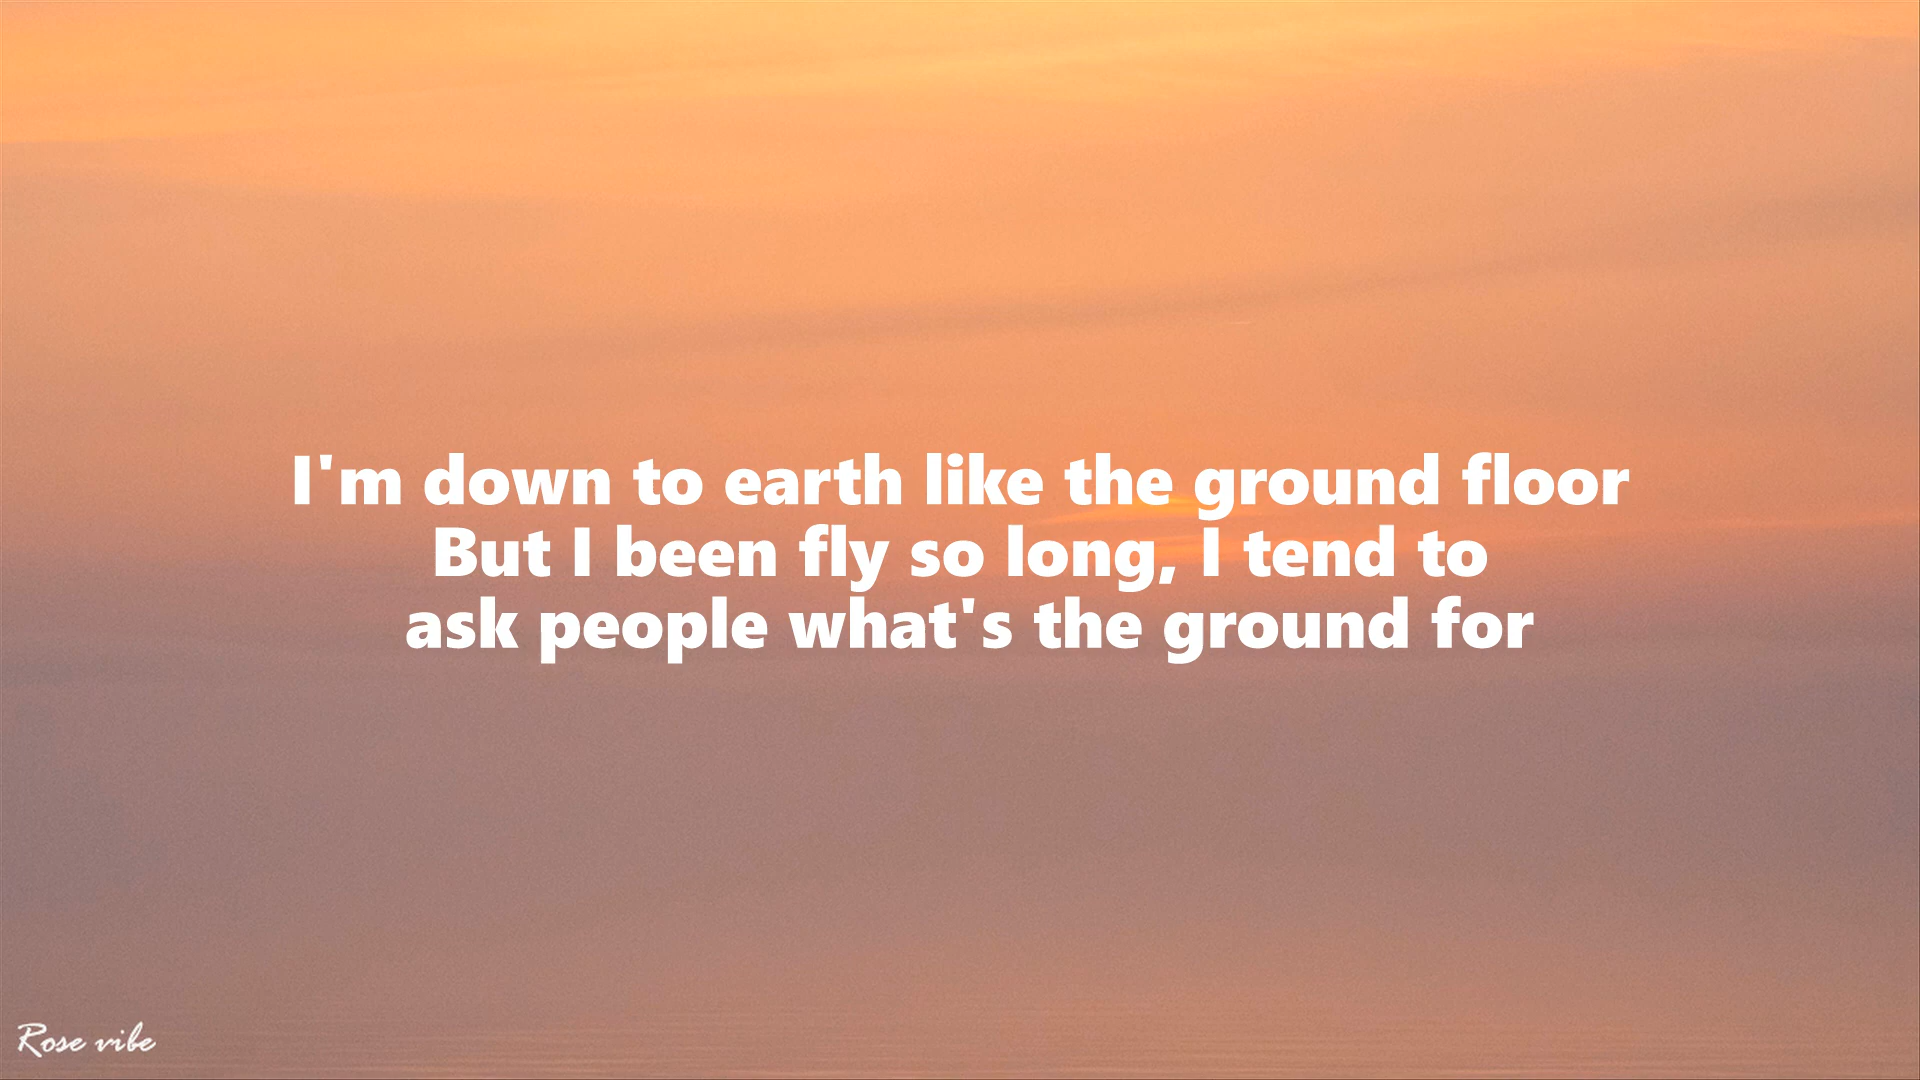 I'm down to earth like the ground floor
But I been fly so long, I tend to
ask people what's the ground for
Rose vibe